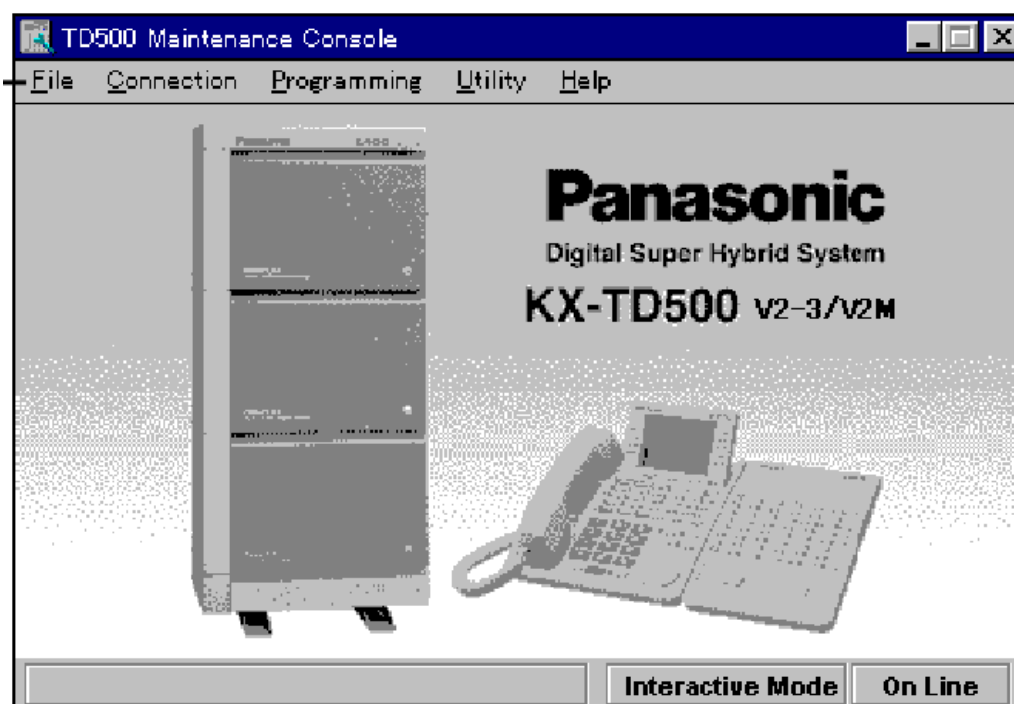 TD500 Maintenance Console
File Connection Programming Utility Help
Panasonic
Digital Super Hybrid System
KX-TD500 V2-3/V2M
Interactive Mode On Line